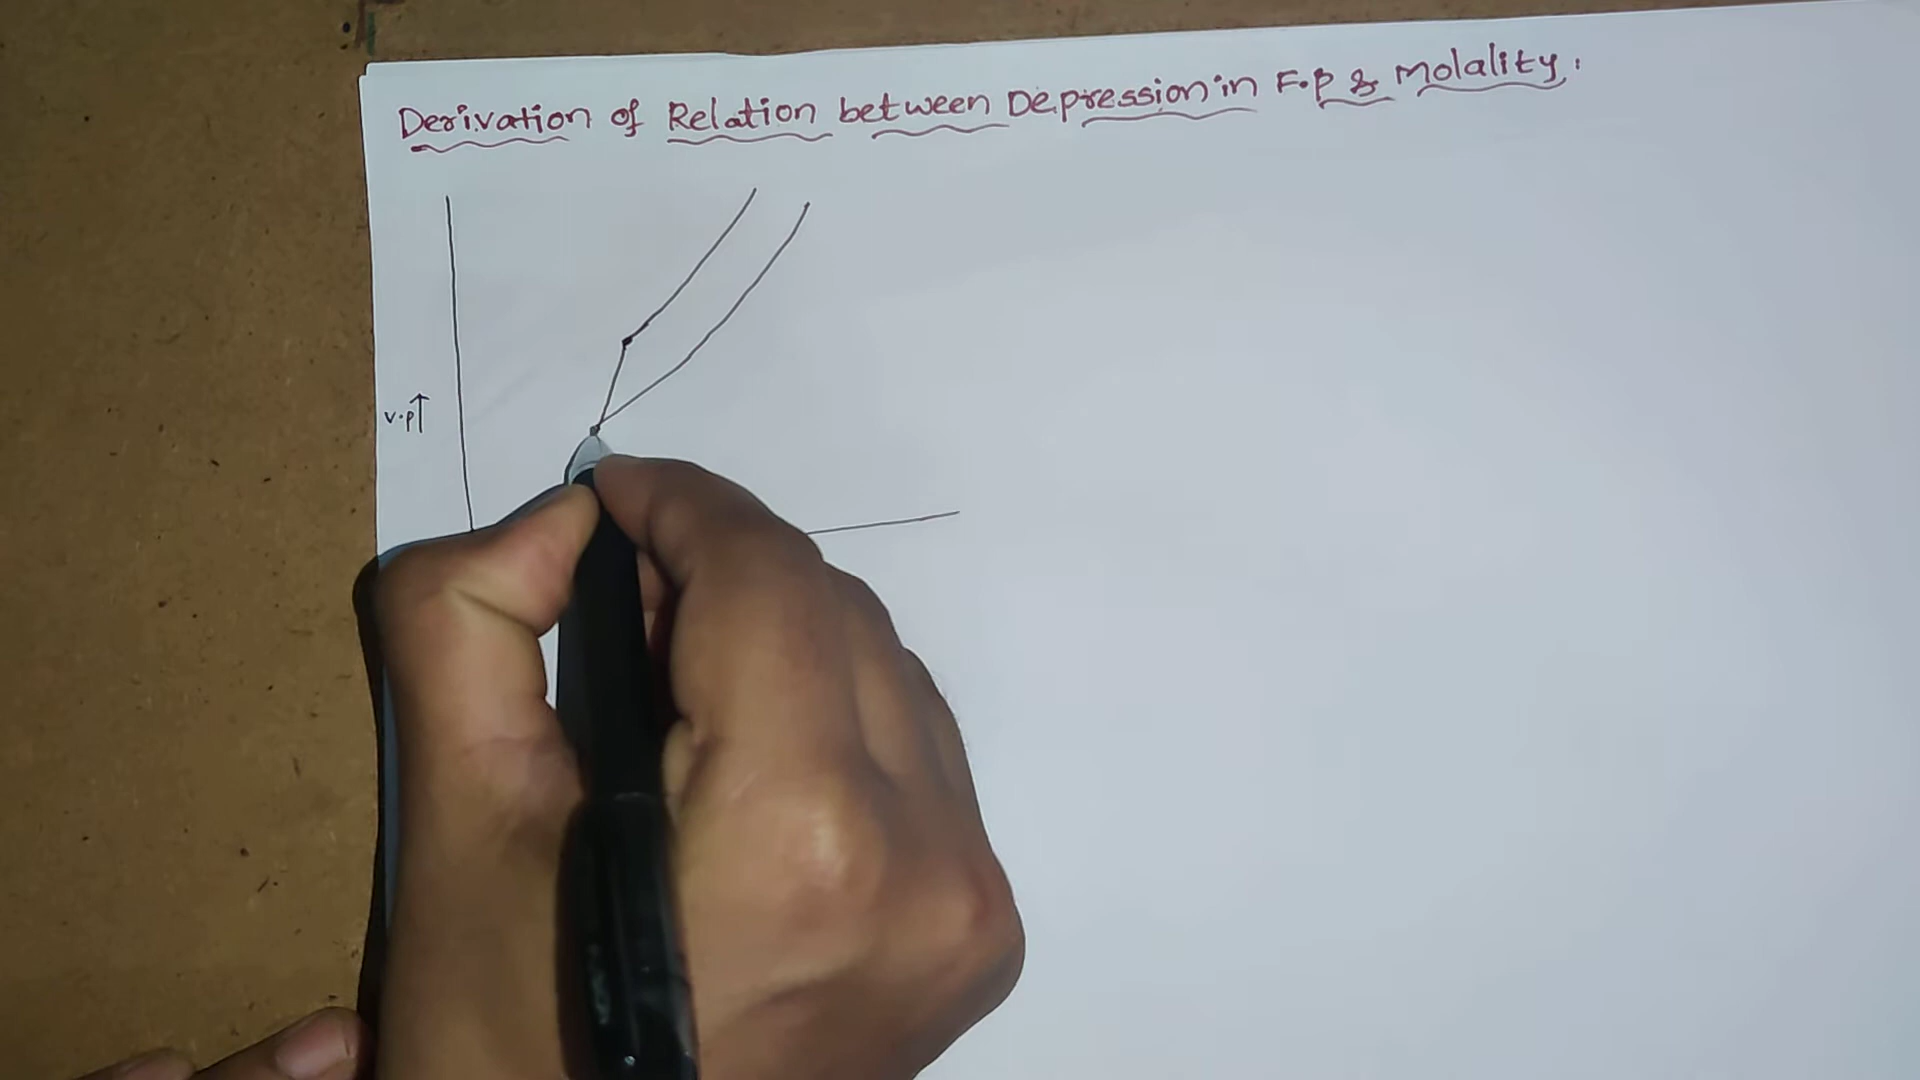 Derivation of Relation between Depression in F.P & Molality.
V.P↑